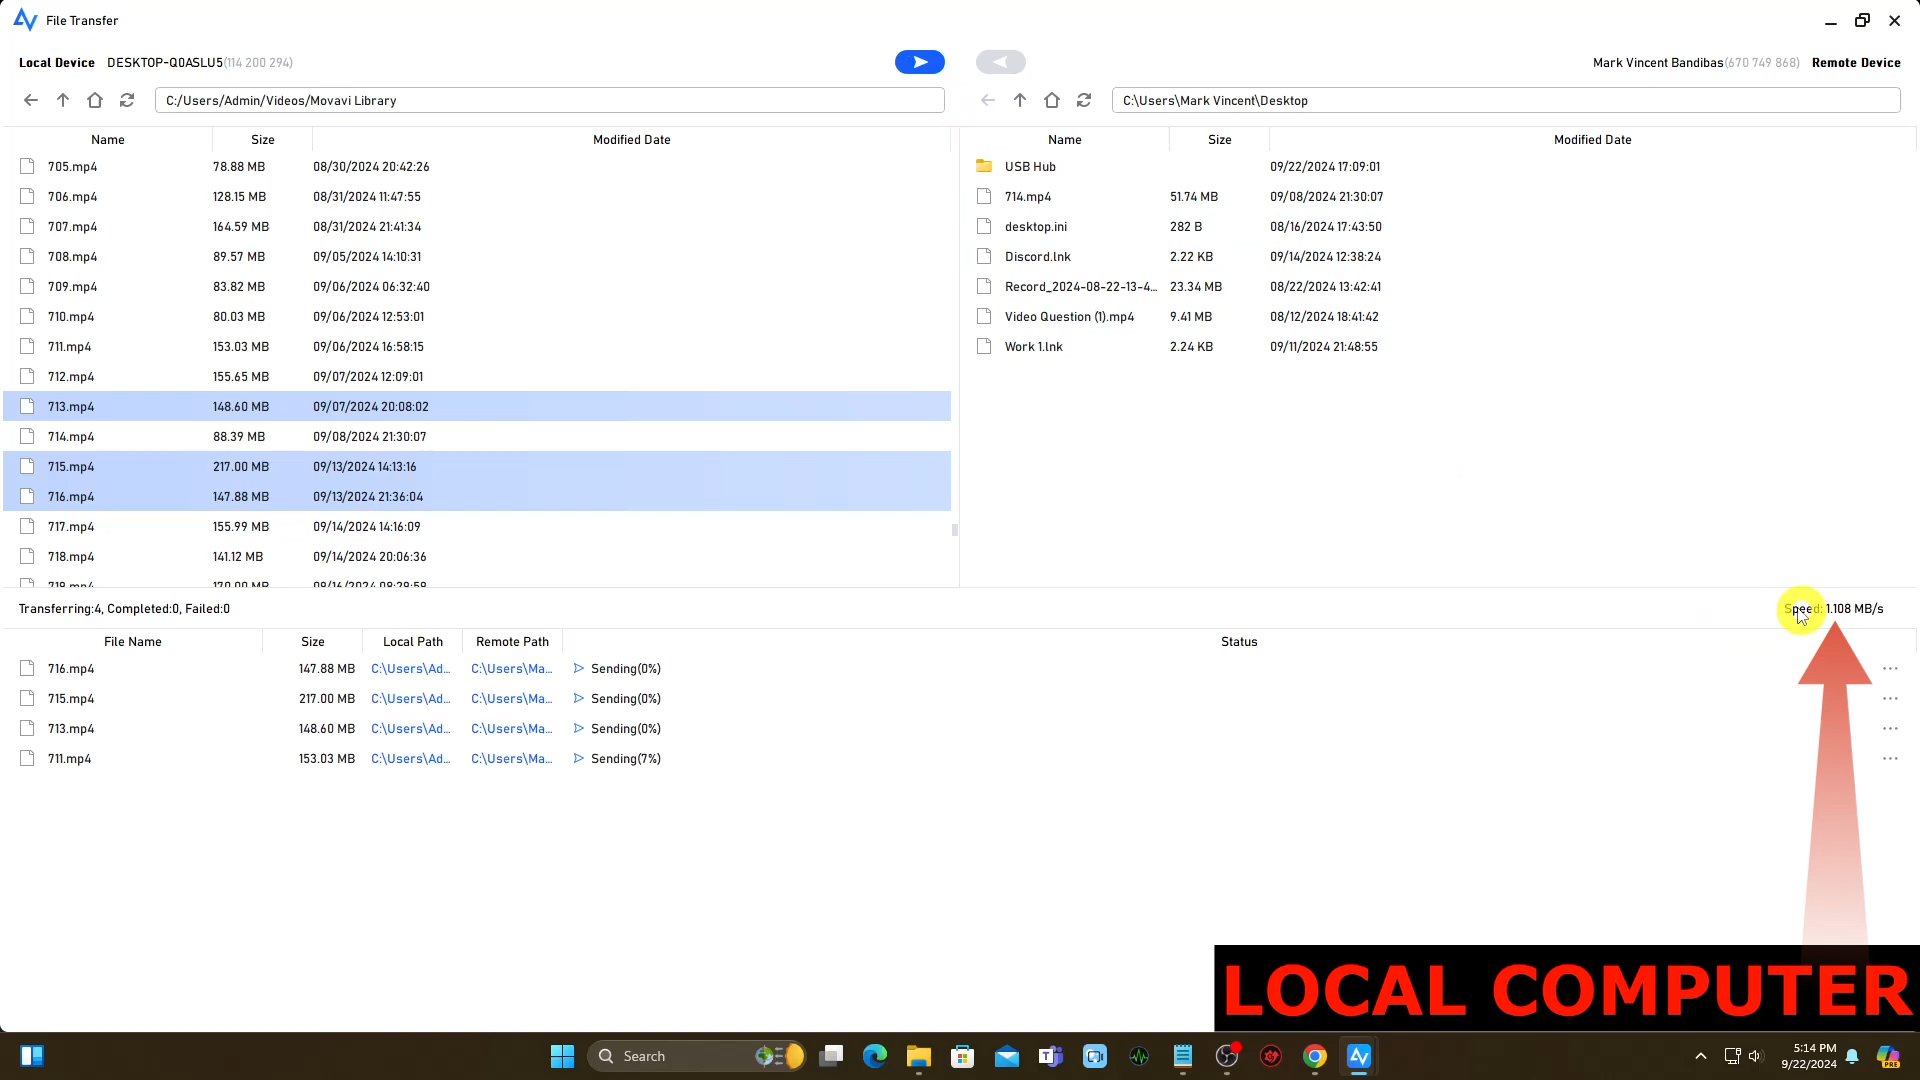 File Transfer
Local Device DESKTOP-Q0ASLU5(114 200 294)
Mark Vincent Bandibas(670 749 868) Remote Device
C:/Users/Admin/Videos/Movavi Library
C:\Users\Mark Vincent\Desktop
Name Size Modified Date
705.mp4 78.88 MB 08/30/2024 20:42:26
706.mp4 128.15 MB 08/31/2024 11:47:55
707.mp4 164.59 MB 08/31/2024 21:41:34
708.mp4 89.57 MB 09/05/2024 14:10:31
709.mp4 83.82 MB 09/06/2024 06:32:40
710.mp4 80.03 MB 09/06/2024 12:53:01
711.mp4 153.03 MB 09/06/2024 16:58:15
712.mp4 155.65 MB 09/07/2024 12:09:01
713.mp4 148.60 MB 09/07/2024 20:08:02
714.mp4 88.39 MB 09/08/2024 21:30:07
715.mp4 217.00 MB 09/13/2024 14:13:16
716.mp4 147.88 MB 09/13/2024 21:36:04
717.mp4 155.99 MB 09/14/2024 14:16:09
718.mp4 141.12 MB 09/14/2024 20:06:36
Name Size Modified Date
USB Hub 09/22/2024 17:09:01
714.mp4 51.74 MB 09/08/2024 21:30:07
desktop.ini 282 B 08/16/2024 17:43:50
Discord.lnk 2.22 KB 09/14/2024 12:38:24
Record_2024-08-22-13-4... 23.34 MB 08/22/2024 13:42:41
Video Question (1).mp4 9.41 MB 08/12/2024 18:41:42
Work 1.lnk 2.24 KB 09/11/2024 21:48:55
Transferring:4, Completed:0, Failed:0
Speed: 1.108 MB/s
File Name Size Local Path Remote Path Status
716.mp4 147.88 MB C:\Users\Ad... C:\Users\Ma... Sending(0%)
715.mp4 217.00 MB C:\Users\Ad... C:\Users\Ma... Sending(0%)
713.mp4 148.60 MB C:\Users\Ad... C:\Users\Ma... Sending(0%)
711.mp4 153.03 MB C:\Users\Ad... C:\Users\Ma... Sending(7%)
LOCAL COMPUTER
Search
5:14 PM
9/22/2024
PRE